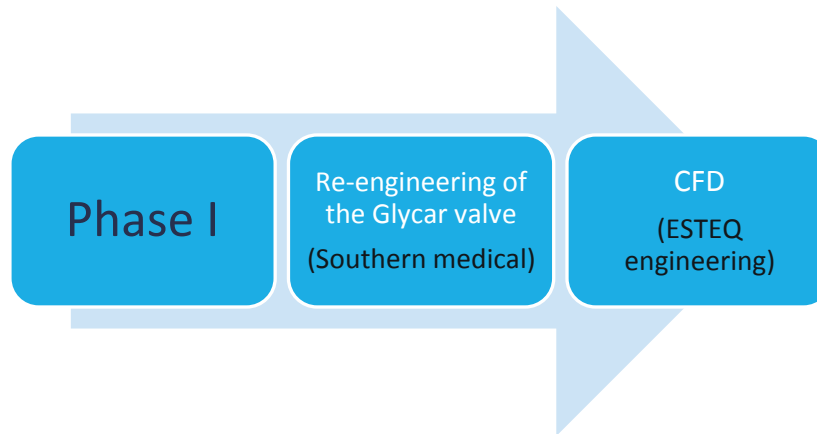 Phase I
Re-engineering of
the Glycar valve
(Southern medical)
CFD
(ESTEQ
engineering)